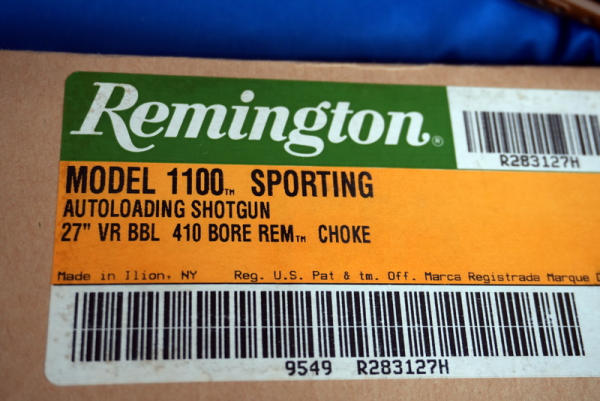 Remington®
R283127H
MODEL 1100™ SPORTING
AUTOLOADING SHOTGUN
27" VR BBL 410 BORE REM™ CHOKE
Made in Ilion, NY Reg. U.S. Pat & tm. Off. Marca Registrada Marque
9549 R283127H